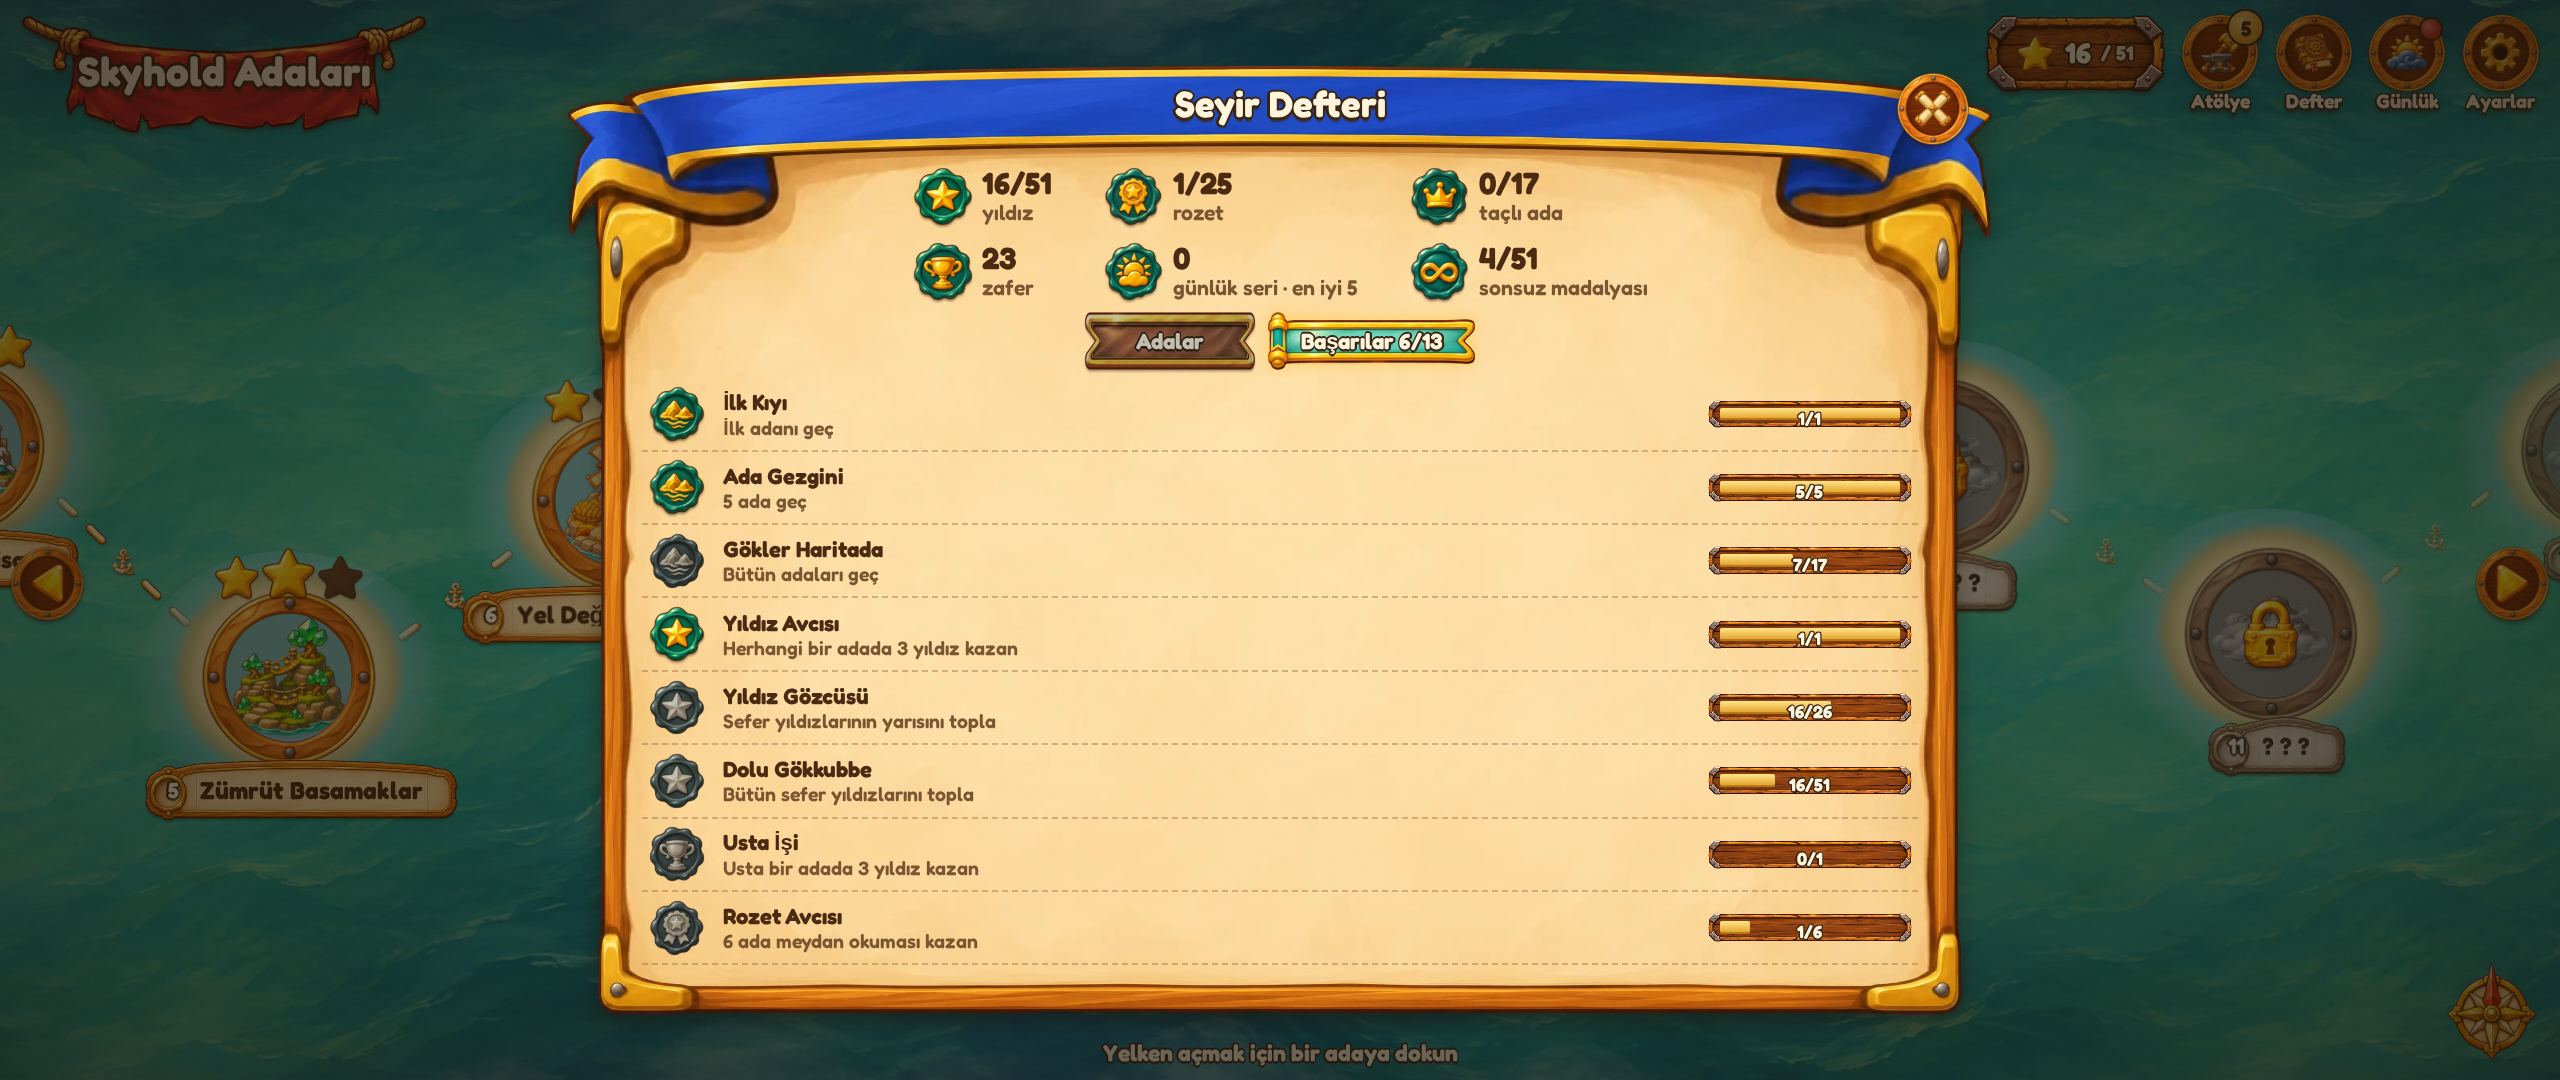 Skyhold Adaları
16 / 51
5
Atölye
Defter
Günlük
Ayarlar
Seyir Defteri
16/51
yıldız
1/25
rozet
0/17
taçlı ada
23
zafer
0
günlük seri · en iyi 5
4/51
sonsuz madalyası
Adalar
Başarılar 6/13
İlk Kıyı
İlk adanı geç
1/1
Ada Gezgini
5 ada geç
5/5
Gökler Haritada
Bütün adaları geç
7/17
Yıldız Avcısı
Herhangi bir adada 3 yıldız kazan
1/1
Yıldız Gözcüsü
Sefer yıldızlarının yarısını topla
16/26
Dolu Gökkubbe
Bütün sefer yıldızlarını topla
16/51
Usta İşi
Usta bir adada 3 yıldız kazan
0/1
Rozet Avcısı
6 ada meydan okuması kazan
1/6
5 Zümrüt Basamaklar
6 Yel
11 ? ? ?
Yelken açmak için bir adaya dokun